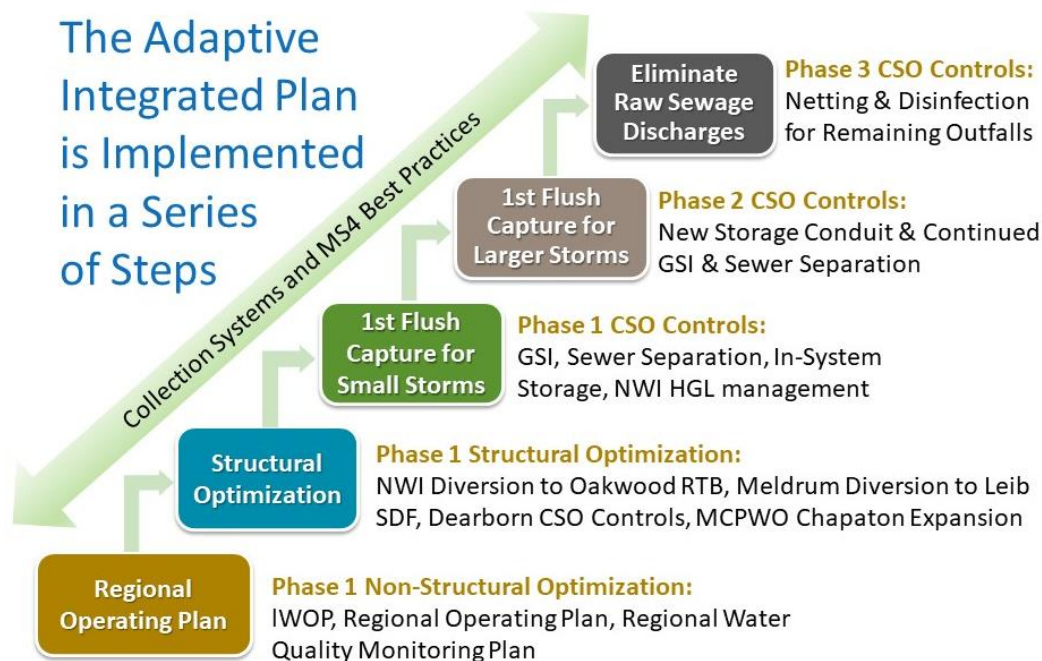 The Adaptive
Integrated Plan
is Implemented
in a Series
of Steps
Collection Systems and MS4 Best Practices
Eliminate
Raw Sewage
Discharges
Phase 3 CSO Controls:
Netting & Disinfection
for Remaining Outfalls
1st Flush
Capture for
Larger Storms
Phase 2 CSO Controls:
New Storage Conduit & Continued
GSI & Sewer Separation
1st Flush
Capture for
Small Storms
Phase 1 CSO Controls:
GSI, Sewer Separation, In-System
Storage, NWI HGL management
Structural
Optimization
Phase 1 Structural Optimization:
NWI Diversion to Oakwood RTB, Meldrum Diversion to Leib
SDF, Dearborn CSO Controls, MCPWO Chapaton Expansion
Regional
Operating Plan
Phase 1 Non-Structural Optimization:
IWOP, Regional Operating Plan, Regional Water
Quality Monitoring Plan